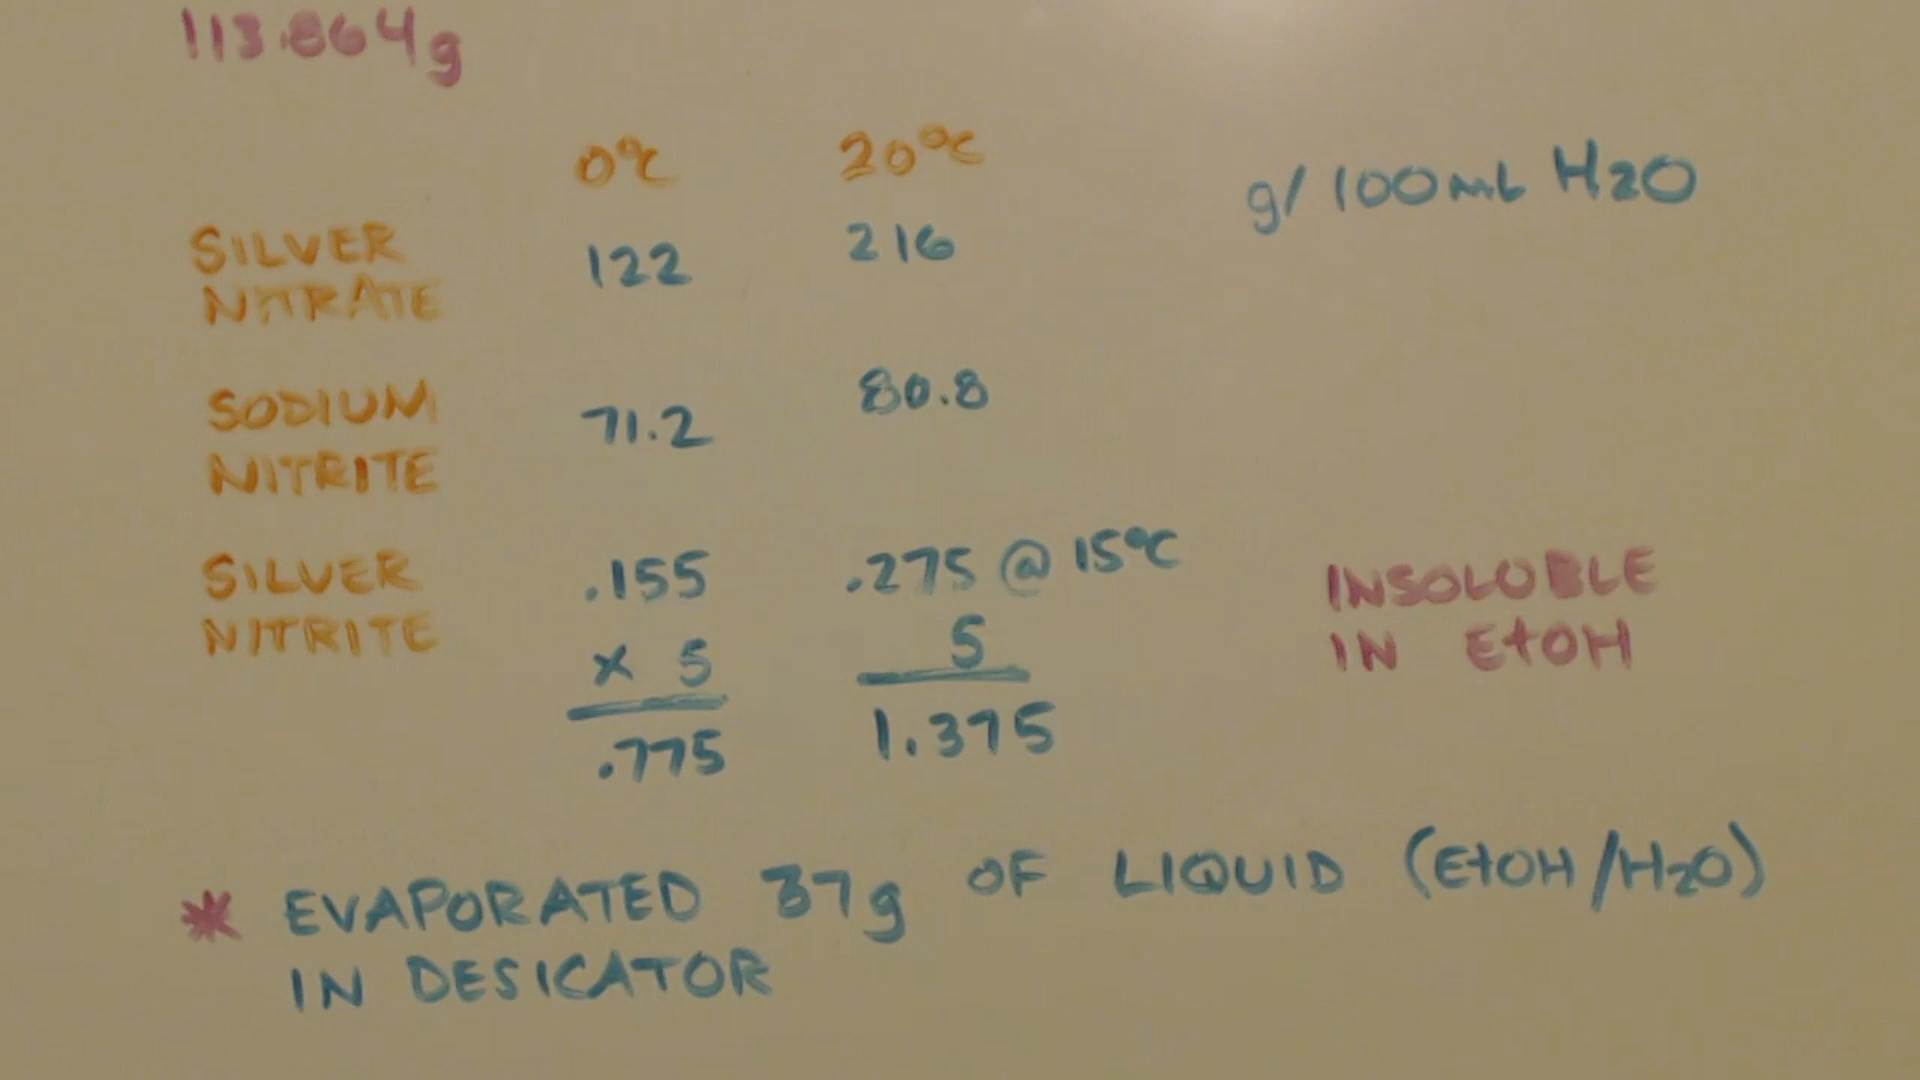 113.864g
0°C 20°C g/100mL H2O
SILVER NITRATE 122 216
SODIUM NITRITE 71.2 80.8
SILVER NITRITE .155 .275 @ 15°C INSOLUBLE IN EtOH
x 5 5
.775 1.375
* EVAPORATED 37g OF LIQUID (EtOH/H2O)
IN DESICATOR